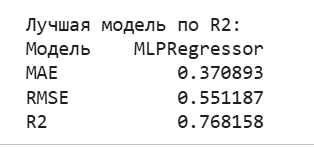 Лучшая модель по R2:
Модель    MLPRegressor
MAE           0.370893
RMSE          0.551187
R2            0.768158